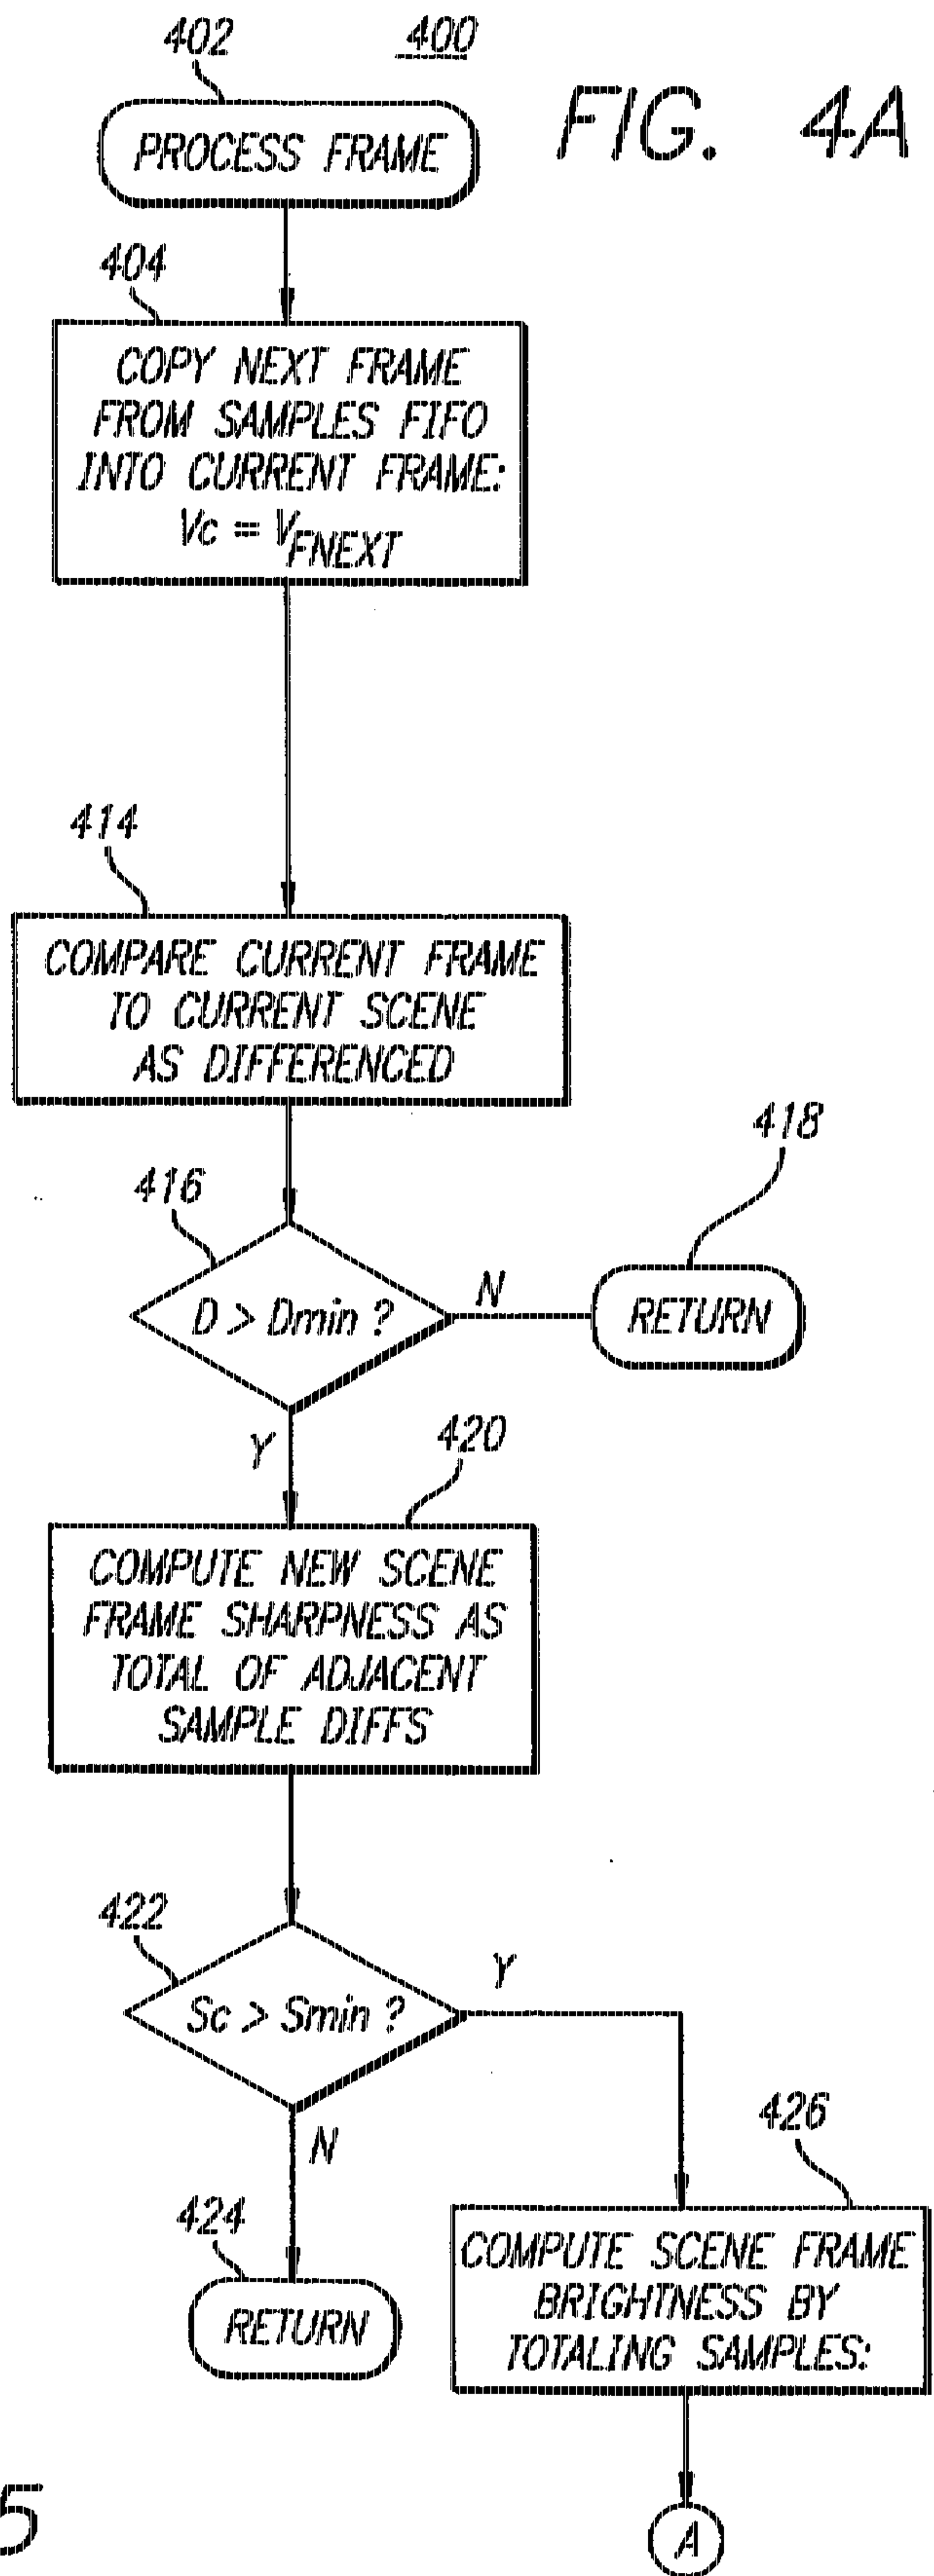 402
400
FIG. 4A
PROCESS FRAME
404
COPY NEXT FRAME
FROM SAMPLES FIFO
INTO CURRENT FRAME:
Vc = VFNEXT
414
COMPARE CURRENT FRAME
TO CURRENT SCENE
AS DIFFERENCED
418
416
D > Dmin ?
N
RETURN
Y
420
COMPUTE NEW SCENE
FRAME SHARPNESS AS
TOTAL OF ADJACENT
SAMPLE DIFFS
422
Sc > Smin ?
Y
N
426
424
RETURN
COMPUTE SCENE FRAME
BRIGHTNESS BY
TOTALING SAMPLES:
5
A